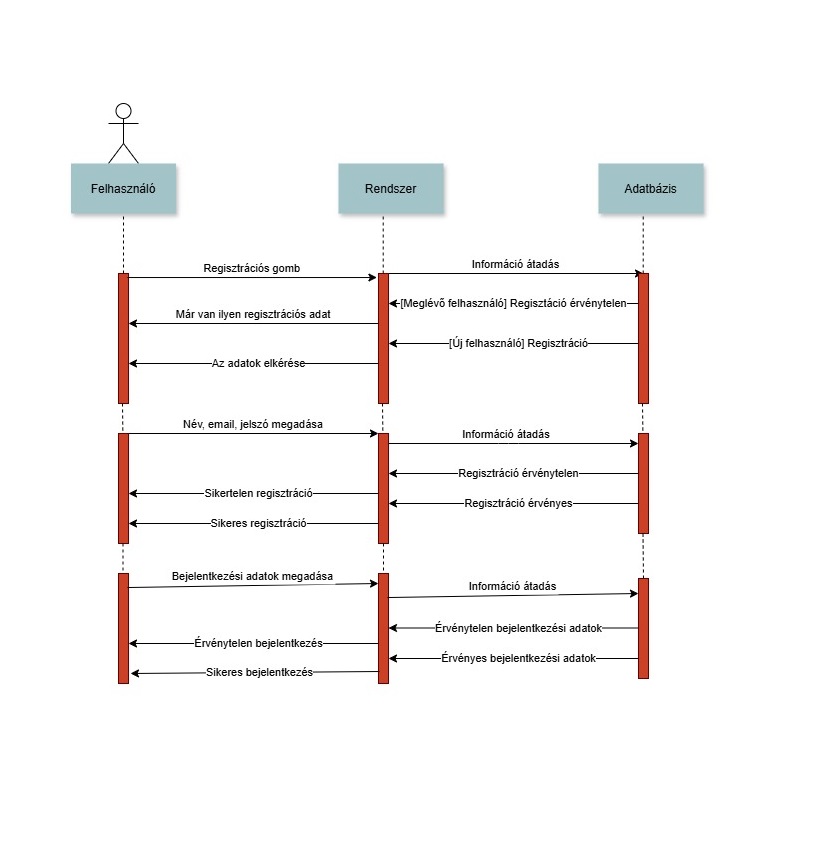 Felhasználó
Rendszer
Adatbázis
Regisztrációs gomb
Információ átadás
[Meglévő felhasználó] Regisztáció érvénytelen
Már van ilyen regisztrációs adat
[Új felhasználó] Regisztráció
Az adatok elkérése
Név, email, jelszó megadása
Információ átadás
Regisztráció érvénytelen
Sikertelen regisztráció
Regisztráció érvényes
Sikeres regisztráció
Bejelentkezési adatok megadása
Információ átadás
Érvénytelen bejelentkezési adatok
Érvénytelen bejelentkezés
Érvényes bejelentkezési adatok
Sikeres bejelentkezés